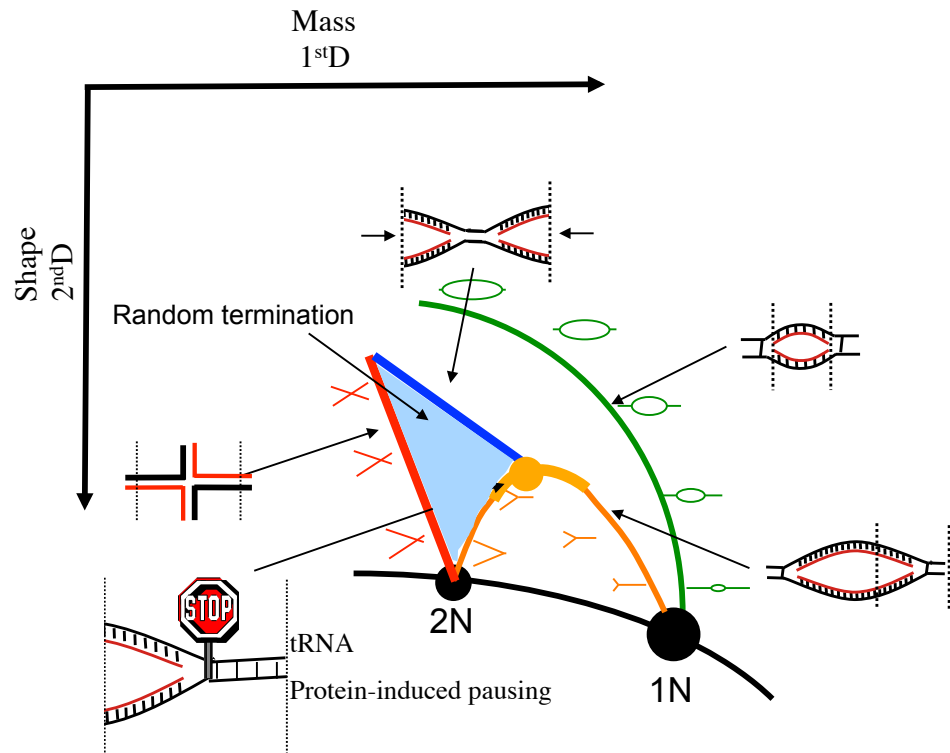 Mass
1stD
Shape
2ndD
Random termination
STOP
tRNA
Protein-induced pausing
2N
1N